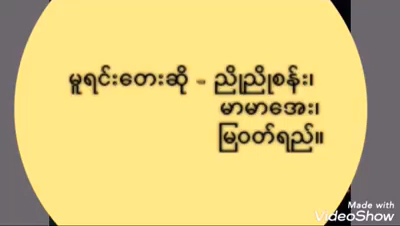 မူရင်းတေးဆို - ညိုညိုစန်း၊
မာမာအေး၊
မြဝတ်ရည်။
Made with
VideoShow